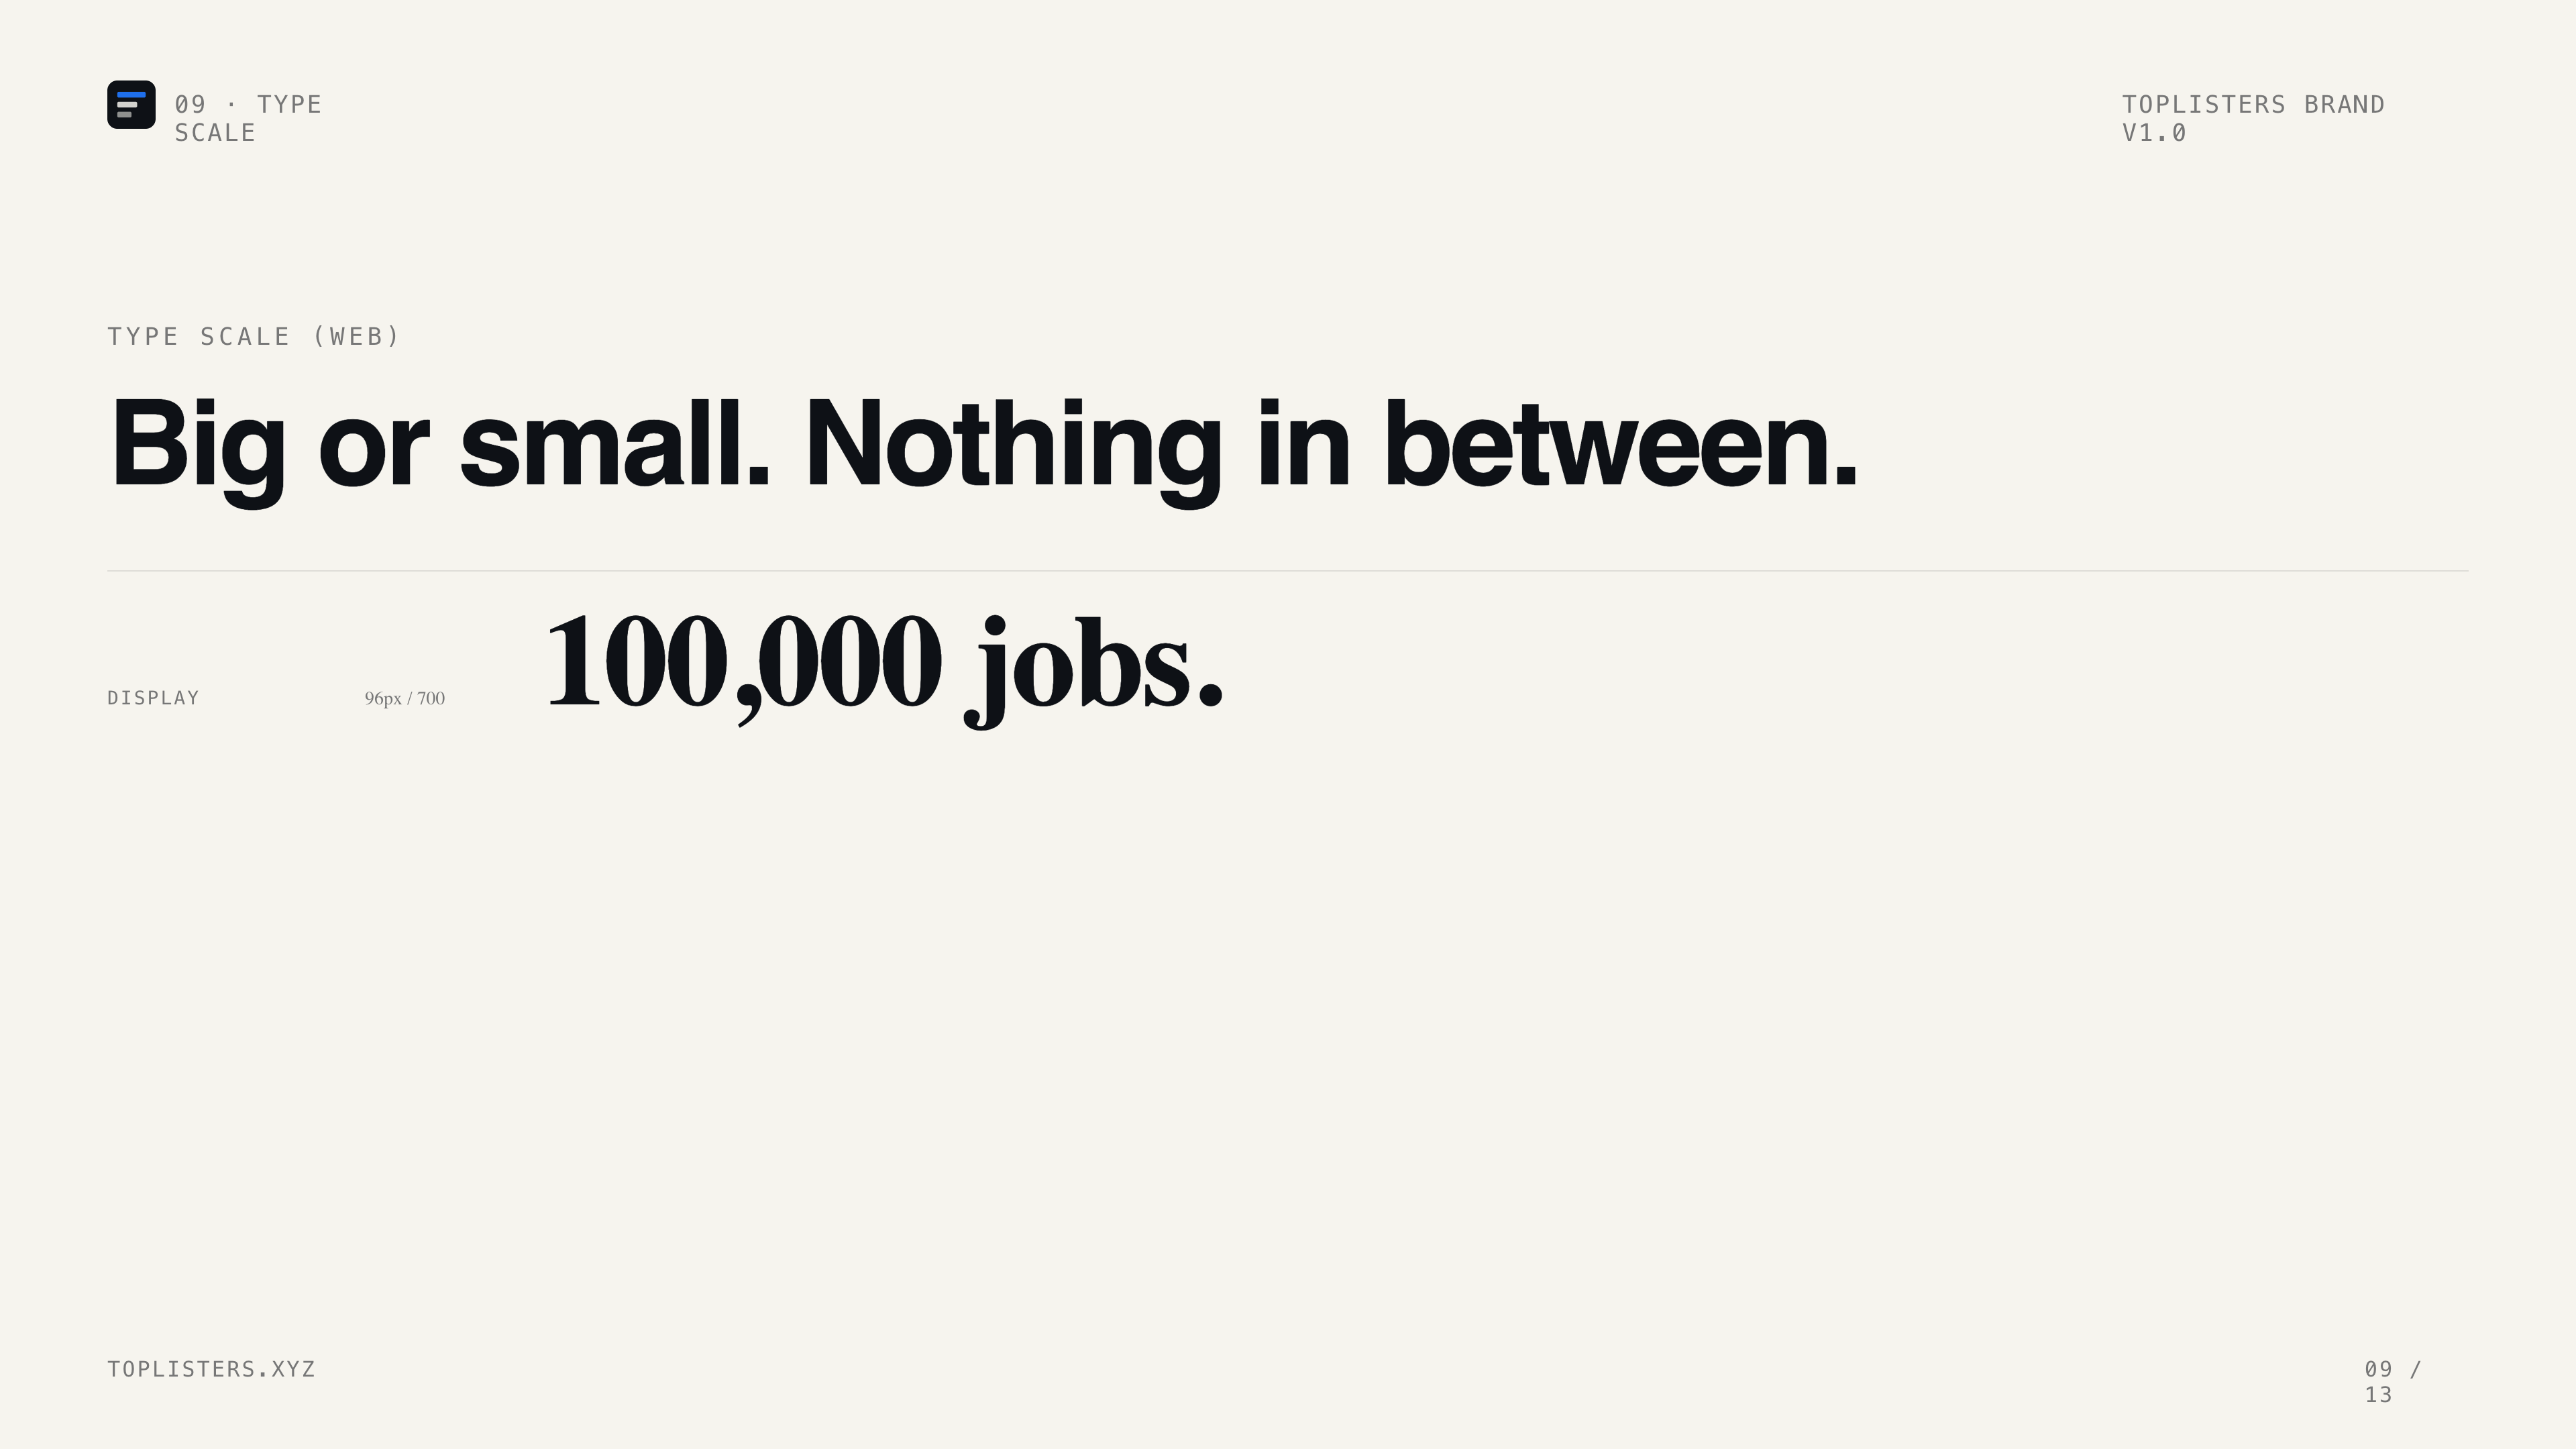 09 · TYPE
SCALE
TOPLISTERS BRAND
V1.0
TYPE SCALE (WEB)
Big or small. Nothing in between.
DISPLAY
96px / 700
100,000 jobs.
TOPLISTERS.XYZ
09 /
13